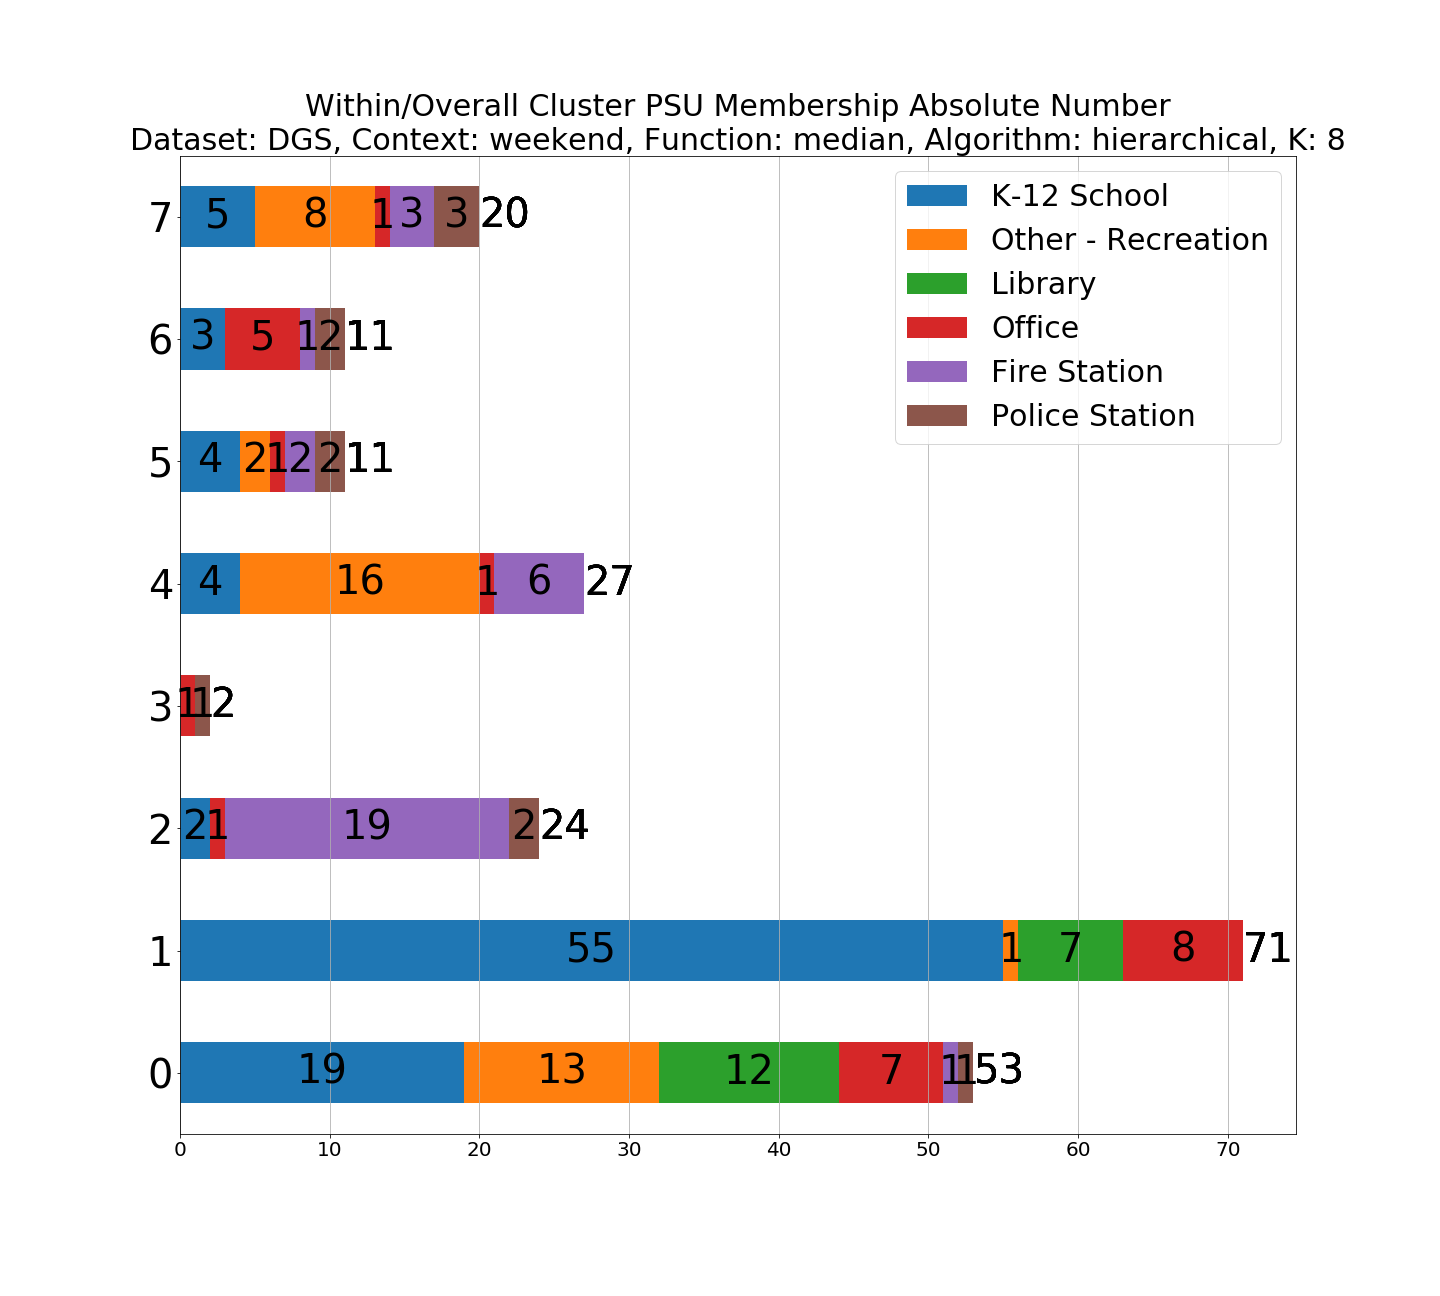 Within/Overall Cluster PSU Membership Absolute Number
Dataset: DGS, Context: weekend, Function: median, Algorithm: hierarchical, K: 8
K-12 School
Other - Recreation
Library
Office
Fire Station
Police Station
7 5 8 1 3 3 20
6 3 5 1 2 11
5 4 2 1 2 2 11
4 4 16 1 6 27
3 1 1 2
2 2 1 19 2 24
1 55 1 7 8 71
0 19 13 12 7 1 1 53
0 10 20 30 40 50 60 70